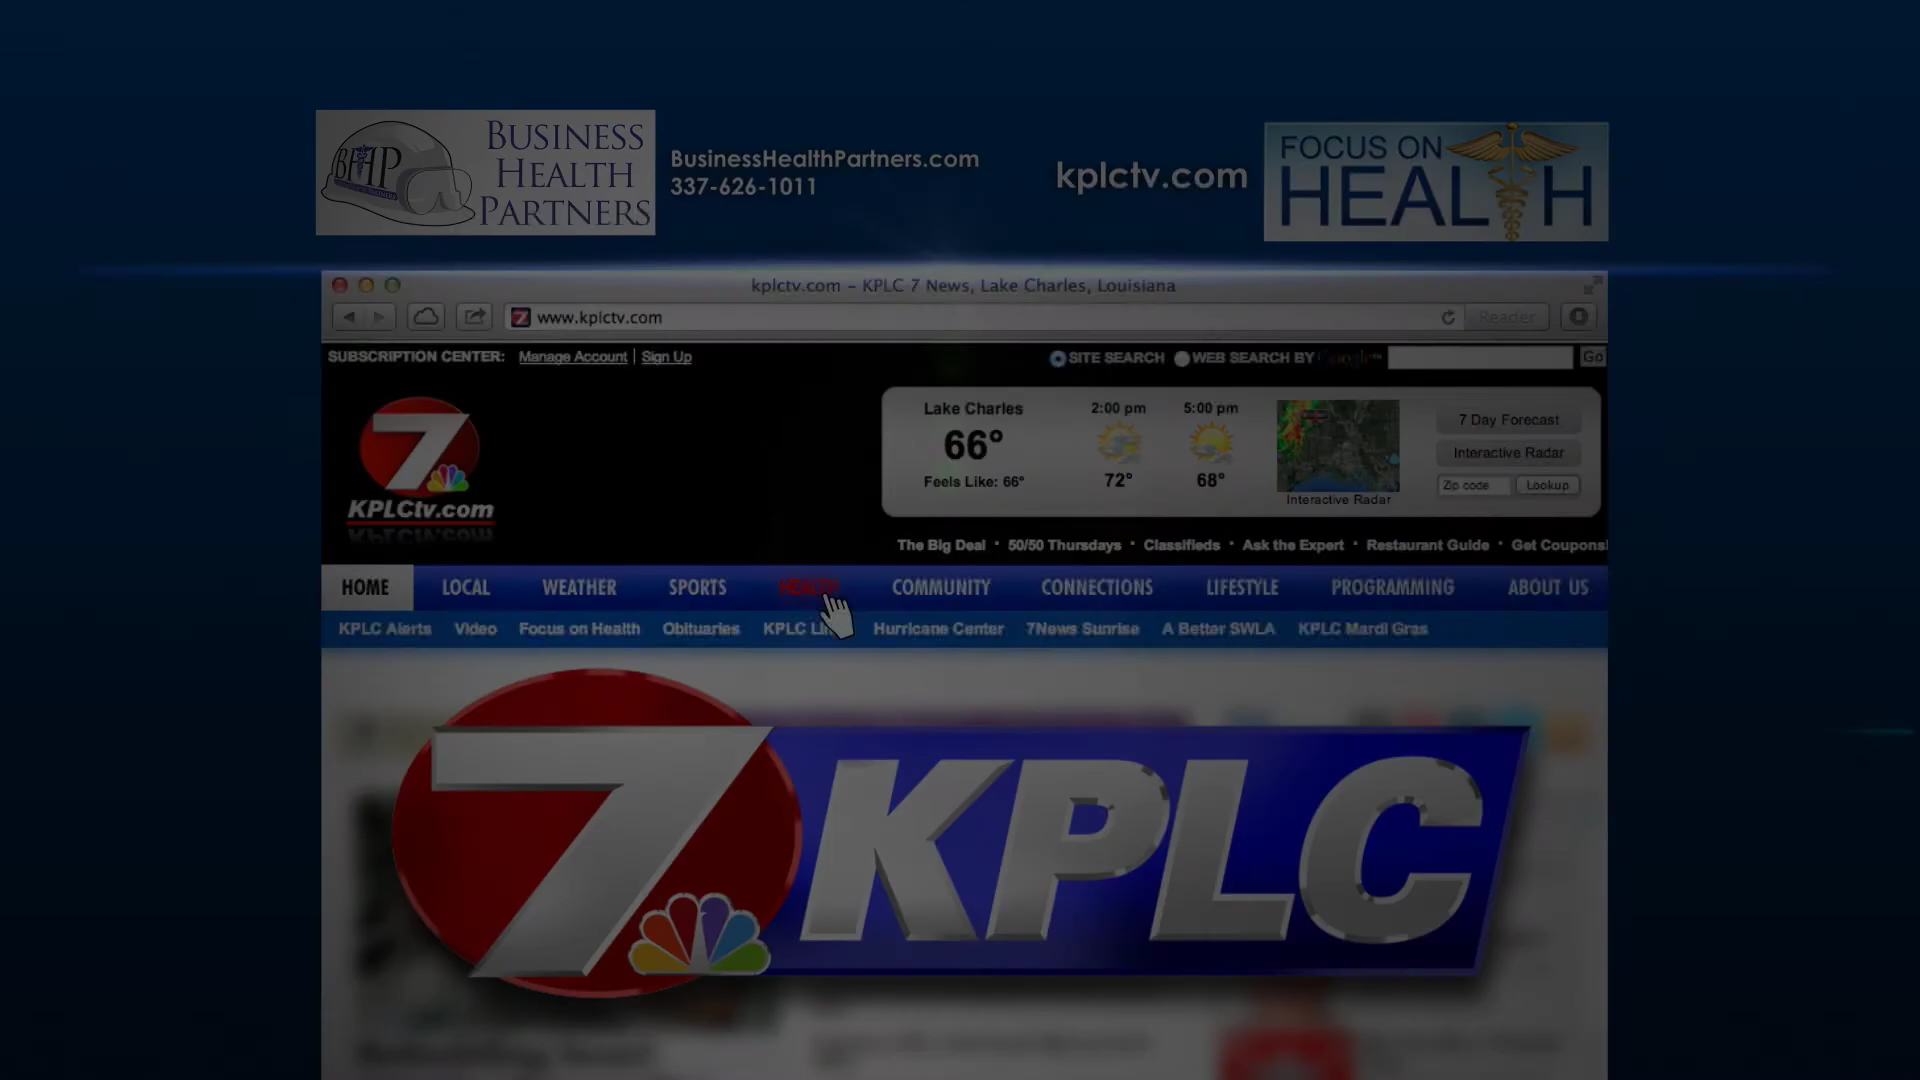 BUSINESS
HEALTH
PARTNERS
BHP
BusinessHealthPartners.com
337-626-1011
kplctv.com
FOCUS ON
HEALTH
kplctv.com – KPLC 7 News, Lake Charles, Louisiana
7 www.kplctv.com
Reader
SUBSCRIPTION CENTER: Manage Account | Sign Up
SITE SEARCH WEB SEARCH BY Google™ Go
Lake Charles 2:00 pm 5:00 pm
66°
Feels Like: 66° 72° 68°
Interactive Radar
7 Day Forecast
Interactive Radar
Zip code Lookup
7
KPLCtv.com
The Big Deal • 50/50 Thursdays • Classifieds • Ask the Expert • Restaurant Guide • Get Coupons!
HOME LOCAL WEATHER SPORTS HEALTH COMMUNITY CONNECTIONS LIFESTYLE PROGRAMMING ABOUT US
KPLC Alerts Video Focus on Health Obituaries KPLC Hurricane Center 7News Sunrise A Better SWLA KPLC Mardi Gras
7 KPLC